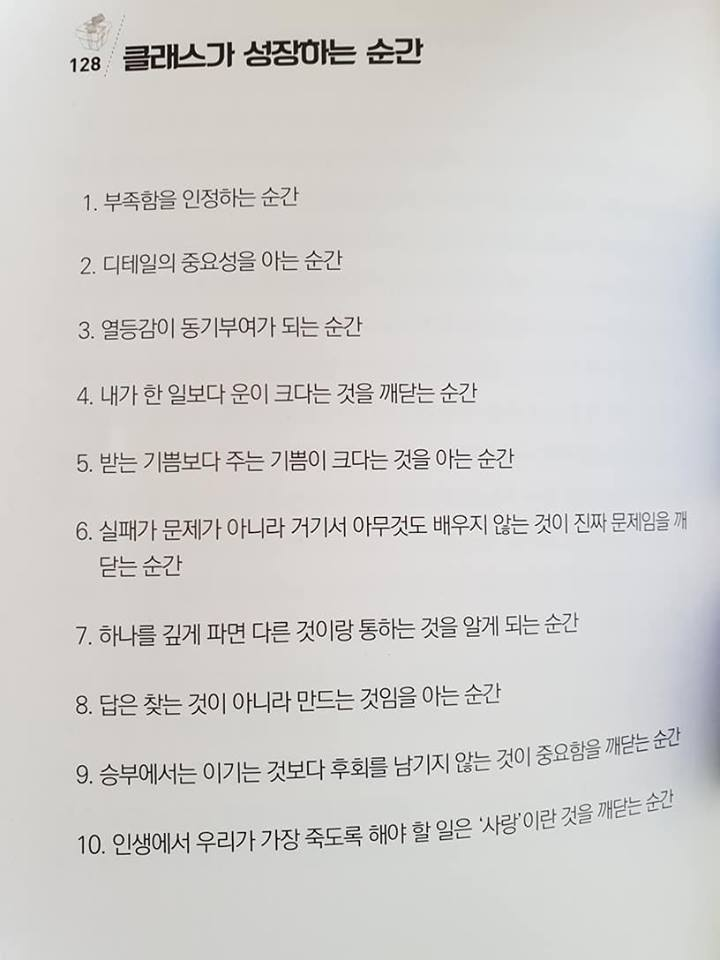 128 클래스가 성장하는 순간
1. 부족함을 인정하는 순간
2. 디테일의 중요성을 아는 순간
3. 열등감이 동기부여가 되는 순간
4. 내가 한 일보다 운이 크다는 것을 깨닫는 순간
5. 받는 기쁨보다 주는 기쁨이 크다는 것을 아는 순간
6. 실패가 문제가 아니라 거기서 아무것도 배우지 않는 것이 진짜 문제임을 깨
닫는 순간
7. 하나를 깊게 파면 다른 것이랑 통하는 것을 알게 되는 순간
8. 답은 찾는 것이 아니라 만드는 것임을 아는 순간
9. 승부에서는 이기는 것보다 후회를 남기지 않는 것이 중요함을 깨닫는 순간
10. 인생에서 우리가 가장 죽도록 해야 할 일은 ‘사랑’이란 것을 깨닫는 순간